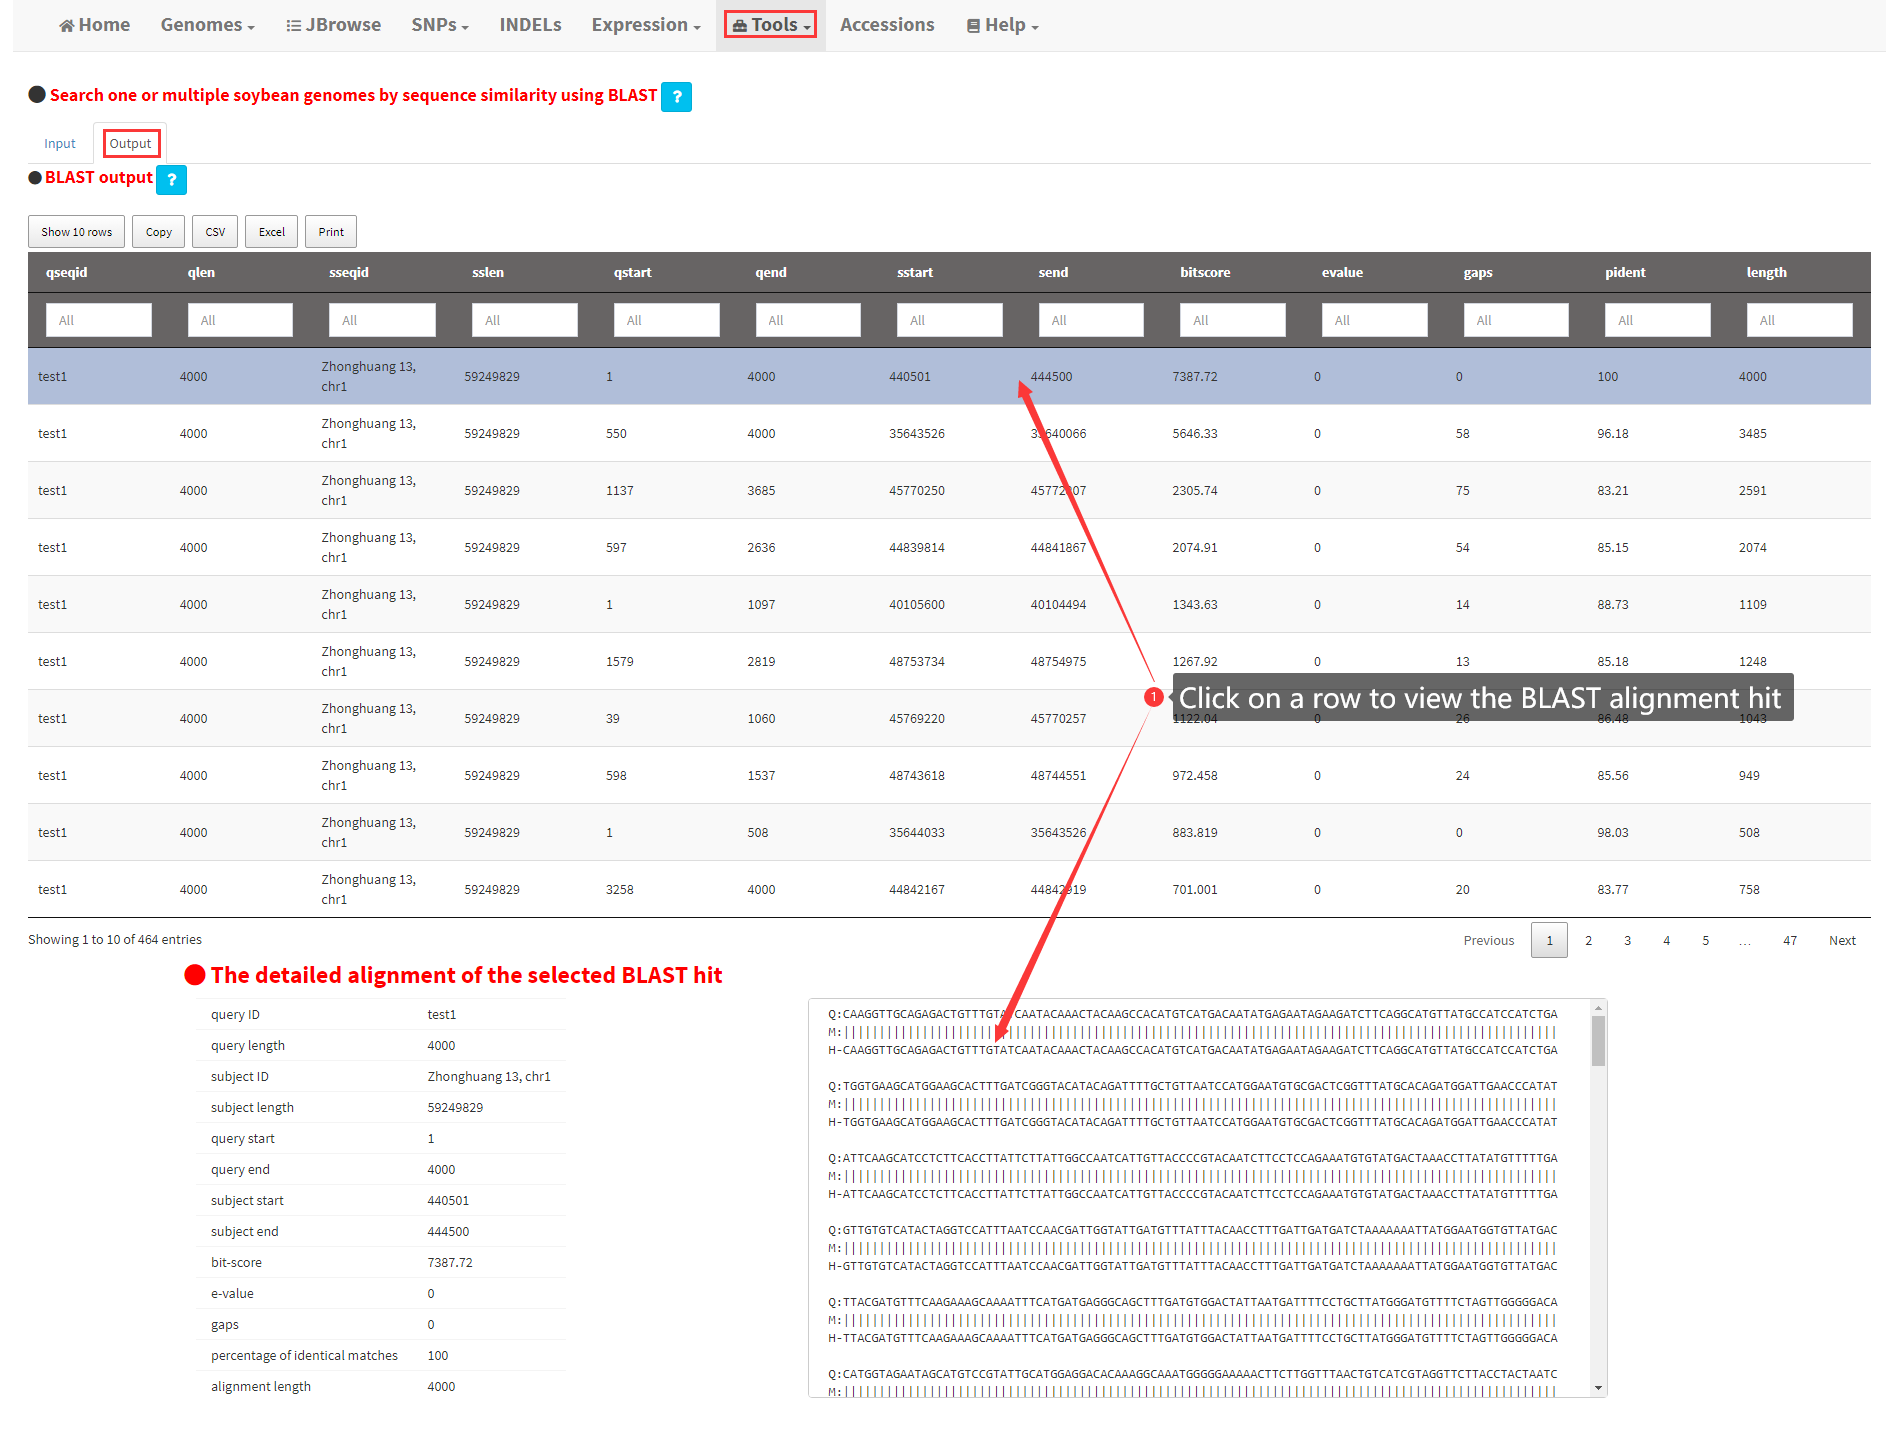 Home Genomes JBrowse SNPs INDELs Expression Tools Accessions Help
Search one or multiple soybean genomes by sequence similarity using BLAST ?
Input Output
BLAST output ?
Show 10 rows Copy CSV Excel Print
qseqid qlen sseqid sslen qstart qend sstart send bitscore evalue gaps pident length
All All All All All All All All All All All All All
test1 4000 Zhonghuang 13, chr1 59249829 1 4000 440501 444500 7387.72 0 0 100 4000
test1 4000 Zhonghuang 13, chr1 59249829 550 4000 35643526 35640066 5646.33 0 58 96.18 3485
test1 4000 Zhonghuang 13, chr1 59249829 1137 3685 45770250 2305.74 0 75 83.21 2591
test1 4000 Zhonghuang 13, chr1 59249829 597 2636 44839814 44841867 2074.91 0 54 85.15 2074
test1 4000 Zhonghuang 13, chr1 59249829 1 1097 40105600 40104494 1343.63 0 14 88.73 1109
test1 4000 Zhonghuang 13, chr1 59249829 1579 2819 48753734 48754975 1267.92 0 13 85.18 1248
1 Click on a row to view the BLAST alignment hit
test1 4000 Zhonghuang 13, chr1 59249829 39 1060 45769220 45770257 1122.04 0 26 86.48 1043
test1 4000 Zhonghuang 13, chr1 59249829 598 1537 48743618 48744551 972.458 0 24 85.56 949
test1 4000 Zhonghuang 13, chr1 59249829 1 508 35644033 35643526 883.819 0 0 98.03 508
test1 4000 Zhonghuang 13, chr1 59249829 3258 4000 44842167 44842919 701.001 0 20 83.77 758
Showing 1 to 10 of 464 entries Previous 1 2 3 4 5 … 47 Next
The detailed alignment of the selected BLAST hit
query ID test1
query length 4000
subject ID Zhonghuang 13, chr1
subject length 59249829
query start 1
query end 4000
subject start 440501
subject end 444500
bit-score 7387.72
e-value 0
gaps 0
percentage of identical matches 100
alignment length 4000
Q:CAAGGTTGCAGAGACTGTTTGTATCAATACAAACTACAAGCCACATGTCATGACAATATGAGAATAGAAGATCTTCAGGCATGTTATGCCATCCATCTGA
M:||||||||||||||||||||||||||||||||||||||||||||||||||||||||||||||||||||||||||||||||||||||||||||||||||||
H-CAAGGTTGCAGAGACTGTTTGTATCAATACAAACTACAAGCCACATGTCATGACAATATGAGAATAGAAGATCTTCAGGCATGTTATGCCATCCATCTGA
Q:TGGTGAAGCATGGAAGCACTTTGATCGGGTACATACAGATTTTGCTGTTAATCCATGGAATGTGCGACTCGGTTTATGCACAGATGGATTGAACCCATAT
M:||||||||||||||||||||||||||||||||||||||||||||||||||||||||||||||||||||||||||||||||||||||||||||||||||||
H-TGGTGAAGCATGGAAGCACTTTGATCGGGTACATACAGATTTTGCTGTTAATCCATGGAATGTGCGACTCGGTTTATGCACAGATGGATTGAACCCATAT
Q:ATTCAAGCATCCTCTTCACCTTATTCTTATTGGCCAATCATTGTTACCCCGTACAATCTTCCTCCAGAAATGTGTATGACTAAACCTTATATGTTTTTGA
M:||||||||||||||||||||||||||||||||||||||||||||||||||||||||||||||||||||||||||||||||||||||||||||||||||||
H-ATTCAAGCATCCTCTTCACCTTATTCTTATTGGCCAATCATTGTTACCCCGTACAATCTTCCTCCAGAAATGTGTATGACTAAACCTTATATGTTTTTGA
Q:GTTGTGTCATACTAGGTCCATTTAATCCAACGATTGGTATTGATGTTTATTTACAACCTTTGATTGATGATCTAAAAAAATTATGGAATGGTGTTATGAC
M:||||||||||||||||||||||||||||||||||||||||||||||||||||||||||||||||||||||||||||||||||||||||||||||||||||
H-GTTGTGTCATACTAGGTCCATTTAATCCAACGATTGGTATTGATGTTTATTTACAACCTTTGATTGATGATCTAAAAAAATTATGGAATGGTGTTATGAC
Q:TTACGATGTTTCAAGAAAGCAAAATTTCATGATGAGGGCAGCTTTGATGTGGACTATTAATGATTTTCCTGCTTATGGGATGTTTTCTAGTTGGGGGACA
M:||||||||||||||||||||||||||||||||||||||||||||||||||||||||||||||||||||||||||||||||||||||||||||||||||||
H-TTACGATGTTTCAAGAAAGCAAAATTTCATGATGAGGGCAGCTTTGATGTGGACTATTAATGATTTTCCTGCTTATGGGATGTTTTCTAGTTGGGGGACA
Q:CATGGTAGAATAGCATGTCCGTATTGCATGGAGGACACAAAGGCAAATGGGGGAAAAACTTCTTGGTTTAACTGTCATCGTAGGTTCTTACCTACTAATC
M:||||||||||||||||||||||||||||||||||||||||||||||||||||||||||||||||||||||||||||||||||||||||||||||||||||